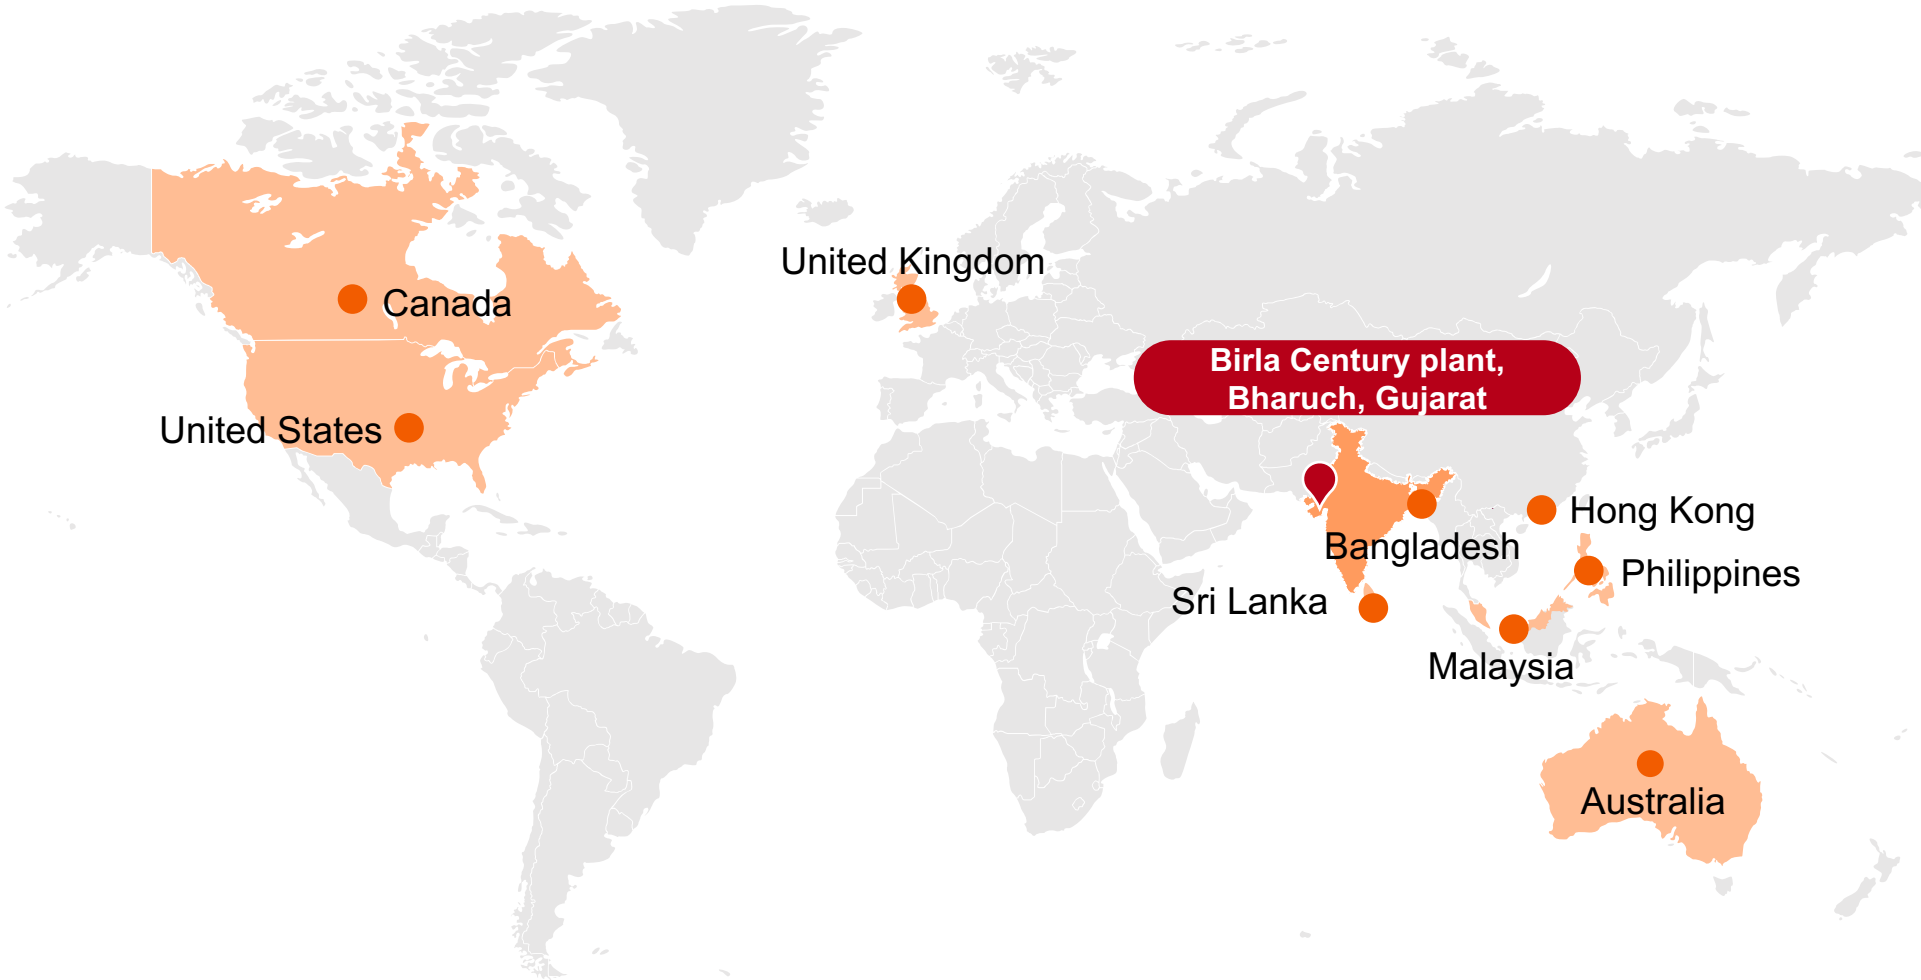 United Kingdom
Canada
Birla Century plant,
Bharuch, Gujarat
United States
Hong Kong
Bangladesh
Philippines
Sri Lanka
Malaysia
Australia